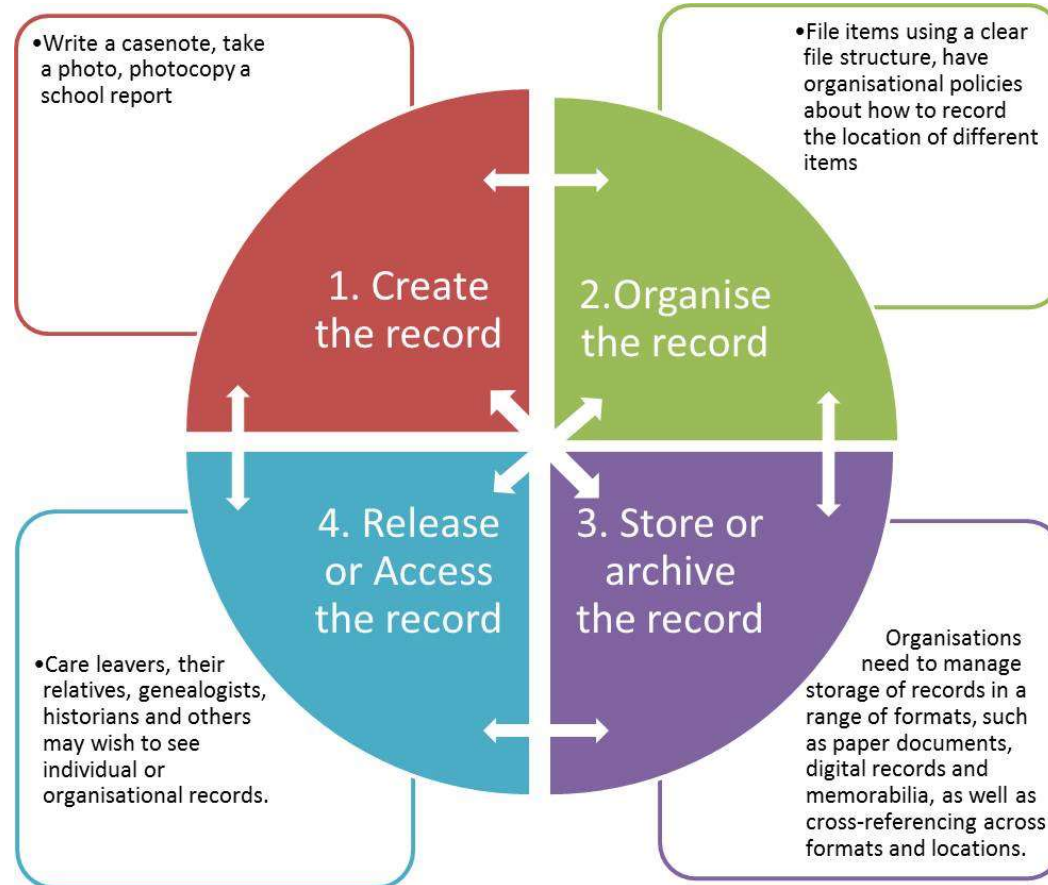 •Write a casenote, take
a photo, photocopy a
school report
•File items using a clear
file structure, have
organisational policies
about how to record
the location of different
items
1. Create
the record
2.Organise
the record
4. Release
or Access
the record
3. Store or
archive
the record
•Care leavers, their
relatives, genealogists,
historians and others
may wish to see
individual or
organisational records.
Organisations
need to manage
storage of records in a
range of formats, such
as paper documents,
digital records and
memorabilia, as well as
cross-referencing across
formats and locations.